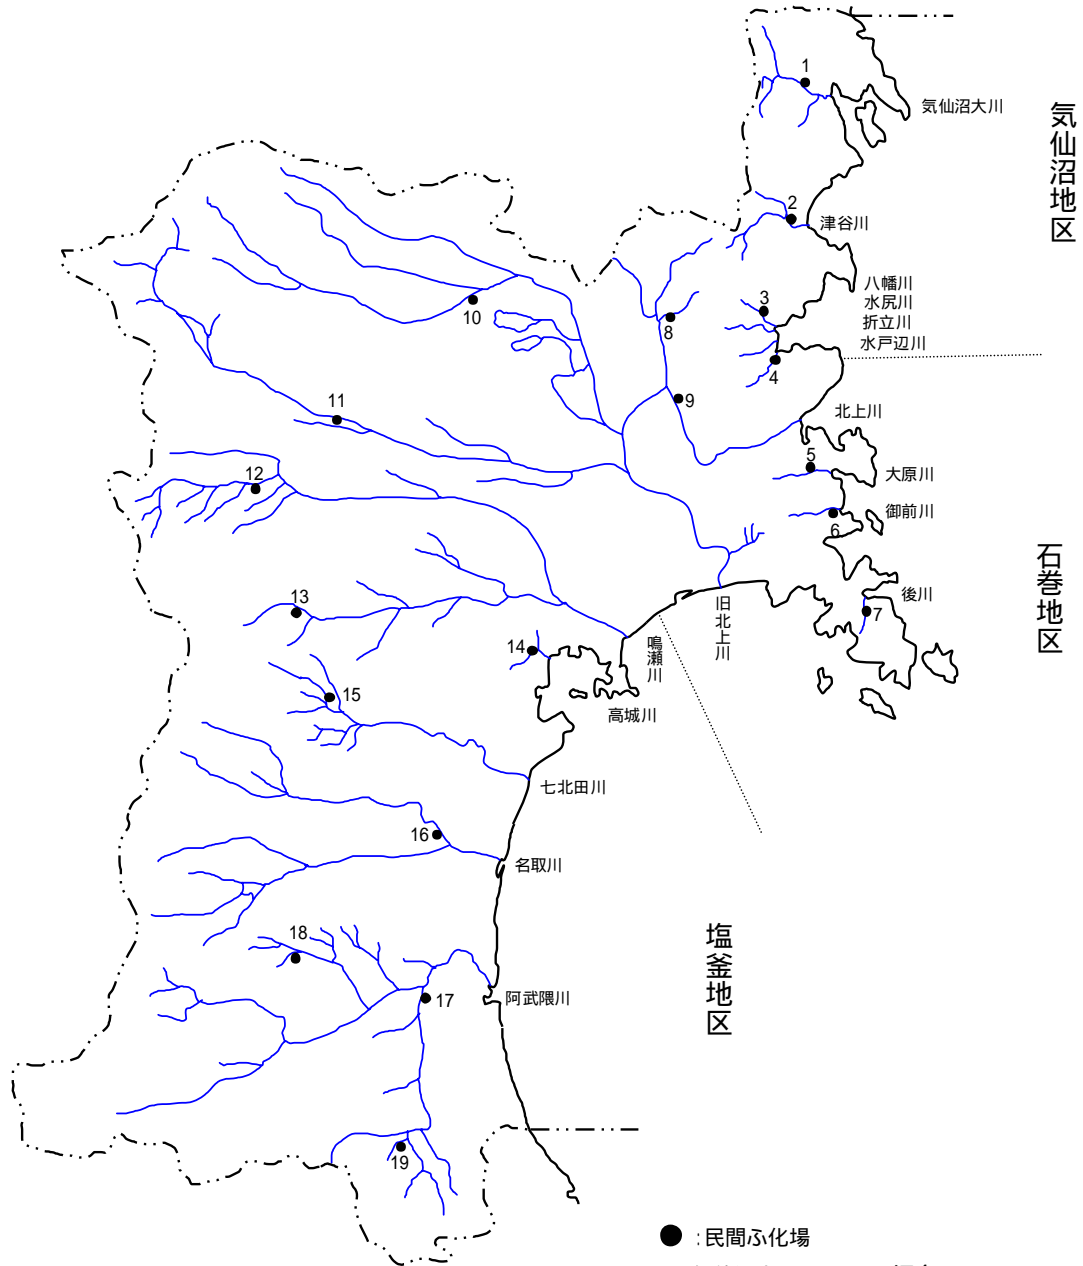 1
気仙沼大川
気仙沼地区
2
津谷川
八幡川
水尻川
折立川
水戸辺川
3
8
10
4
9
11
北上川
5
大原川
12
御前川
6
石巻地区
後川
7
13
旧北上川
14
鳴瀬川
15
高城川
七北田川
16
名取川
塩釜地区
18
17
阿武隈川
19
:民間ふ化場